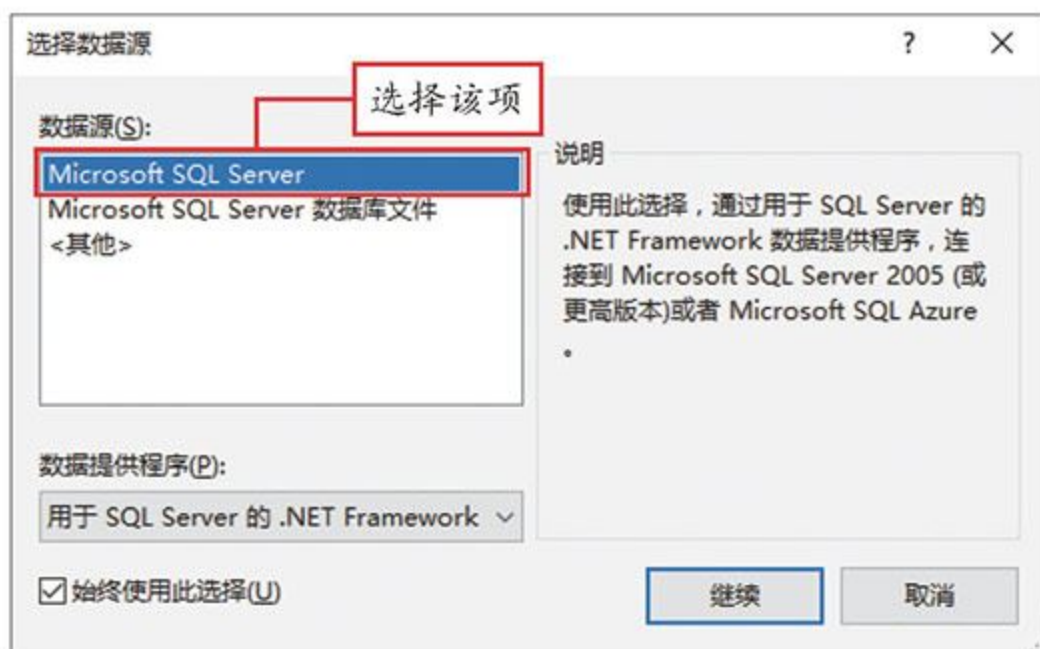 选择数据源
?
选择该项
数据源(S):
Microsoft SQL Server
Microsoft SQL Server 数据库文件
<其他>
说明
使用此选择，通过用于 SQL Server 的
.NET Framework 数据提供程序，连
接到 Microsoft SQL Server 2005 (或
更高版本)或者 Microsoft SQL Azure
。
数据提供程序(P):
用于 SQL Server 的 .NET Framework
始终使用此选择(U)
继续
取消